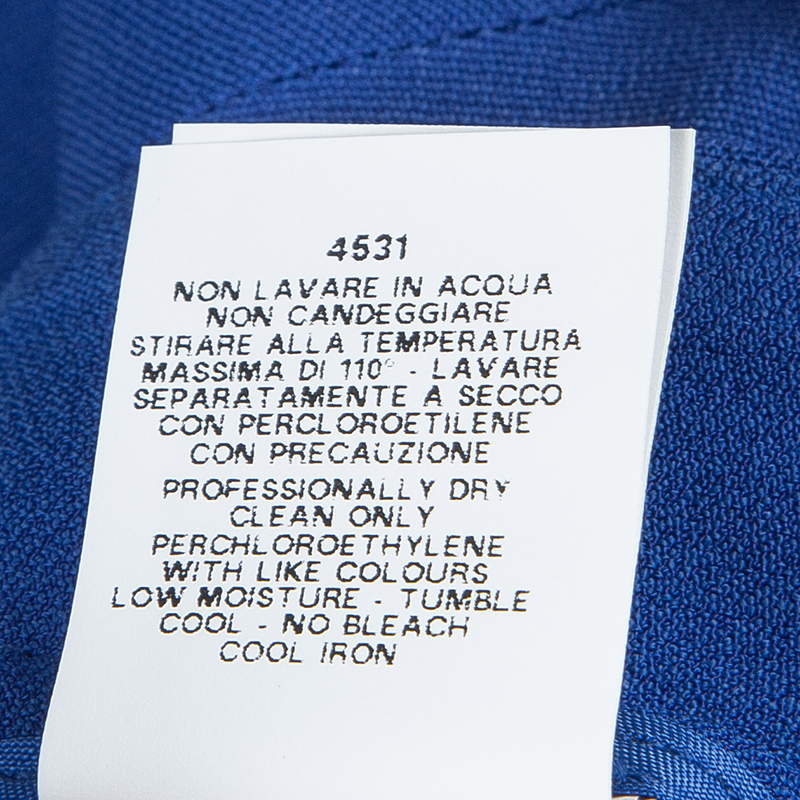 4531
NON LAVARE IN ACQUA
NON CANDEGGIARE
STIRARE ALLA TEMPERATURA
MASSIMA DI 110° - LAVARE
SEPARATAMENTE A SECCO
CON PERCLOROETILENE
CON PRECAUZIONE
PROFESSIONALLY DRY
CLEAN ONLY
PERCHLOROETHYLENE
WITH LIKE COLOURS
LOW MOISTURE - TUMBLE
COOL - NO BLEACH
COOL IRON